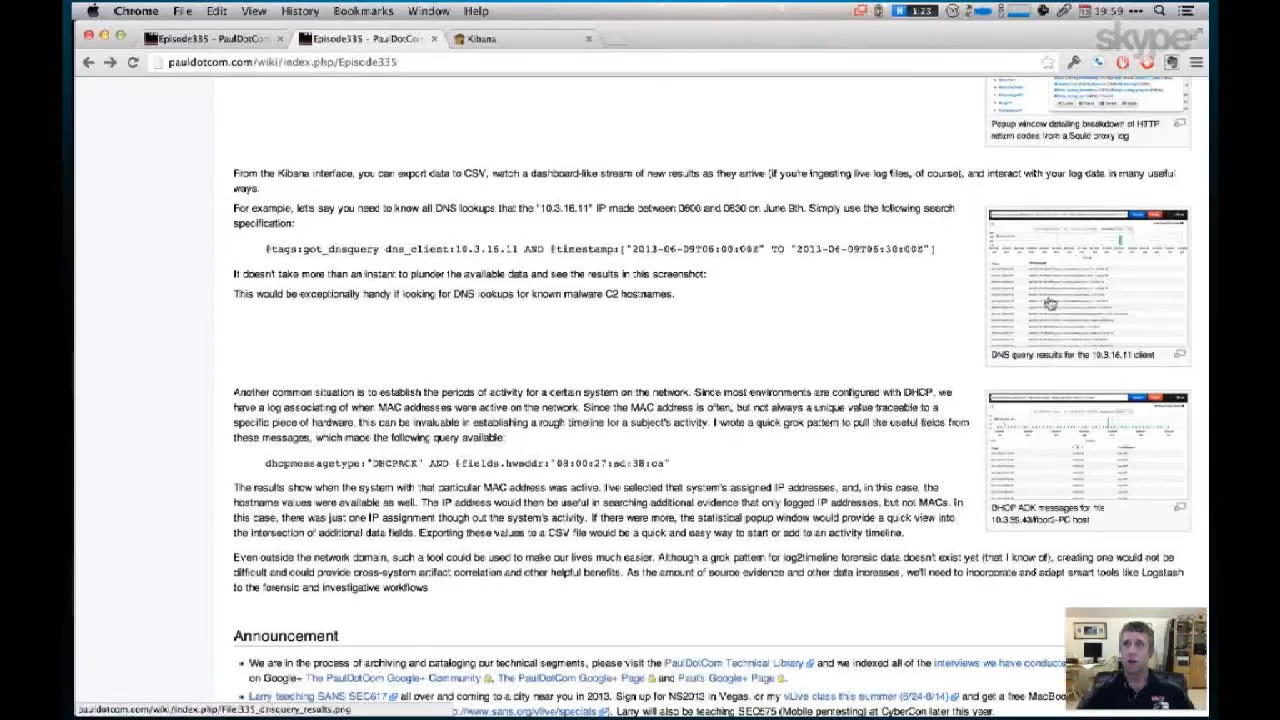 Chrome File Edit View History Bookmarks Window Help 1:23 19:59
skype
Episode335 - PaulDotCom Episode335 - PaulDotCom Kibana
pauldotcom.com/wiki/index.php/Episode335
Popup window detailing breakdown of HTTP
return codes from a Squid proxy log
From the Kibana interface, you can export data to CSV, watch a dashboard-like stream of new results as they arrive (if you're ingesting live log files, of course), and interact with your log data in many useful
ways.
For example, let's say you need to know all DNS lookups that the "10.3.16.11" IP made between 0600 and 0630 on June 9th. Simply use the following search
specification:
dns AND @timestamp:["2013-06-09T06:00:00Z" TO "2013-06-09T06:30:00Z"]
It doesn't take more than an instant to plunder the available data and see the results in this screenshot:
This would be looking for DNS lookups for known malware C2 hostnames.
DNS query results for the 10.3.16.11 client
Another common situation is to establish the periods of activity for a certain system on the network. Since most environments are configured with DHCP, we
have a log associating of when MAC addresses were active on the network. Since the MAC address is often, but not always a unique value traceable to a
specific piece of hardware, this can be invaluable in establishing a rough timeline for a subject's activity. I wrote a quick grok pattern to pull the useful fields from
these messages, which made the following query available:
AND
The results show when the system with that particular MAC address was active. I've selected that system's assigned IP addresses, and, in this case, the
hostname values were available as well. The IP address would then be useful in searching additional evidence that only logged IP addresses, but not MACs. In
this case, there was just one IP assignment though out the system's activity. If there were more, the statistical popup window would provide a quick view into
the intersection of additional data fields. Exporting these values to a CSV file would be a quick and easy way to start or add to an activity timeline.
DHCP ACK messages for the
10.3.59.43/floor2-PC host
Even outside the network domain, such a tool could be used to make our lives much easier. Although a grok pattern for log2timeline forensic data doesn't exist yet (that I know of), creating one would not be
difficult and could provide cross-system artifact correlation and other helpful benefits. As the amount of source evidence and other data increases, we'll need to incorporate and adapt smart tools like Logstash
to the forensic and investigative workflows
Announcement
We are in the process of archiving and cataloging our technical segments, please visit the PaulDotCom Technical Library and we indexed all of the interviews we have
on Google+ The PaulDotCom Google+ Community, The PaulDotCom Google+ Page and Paul's Google+ Page
Larry teaching SANS SEC617 all over and coming to a city near you in 2013. Sign up for NS2013 in Vegas, or my vLive class this summer (6/24-8/14) and get a free
pauldotcom.com/wiki/index.php/File:335_dnsquery_results.png
://www.sans.org/vlive/specials). Larry will also be teaching SEC575 (Mobile pentesting) at CyberCon later this year.